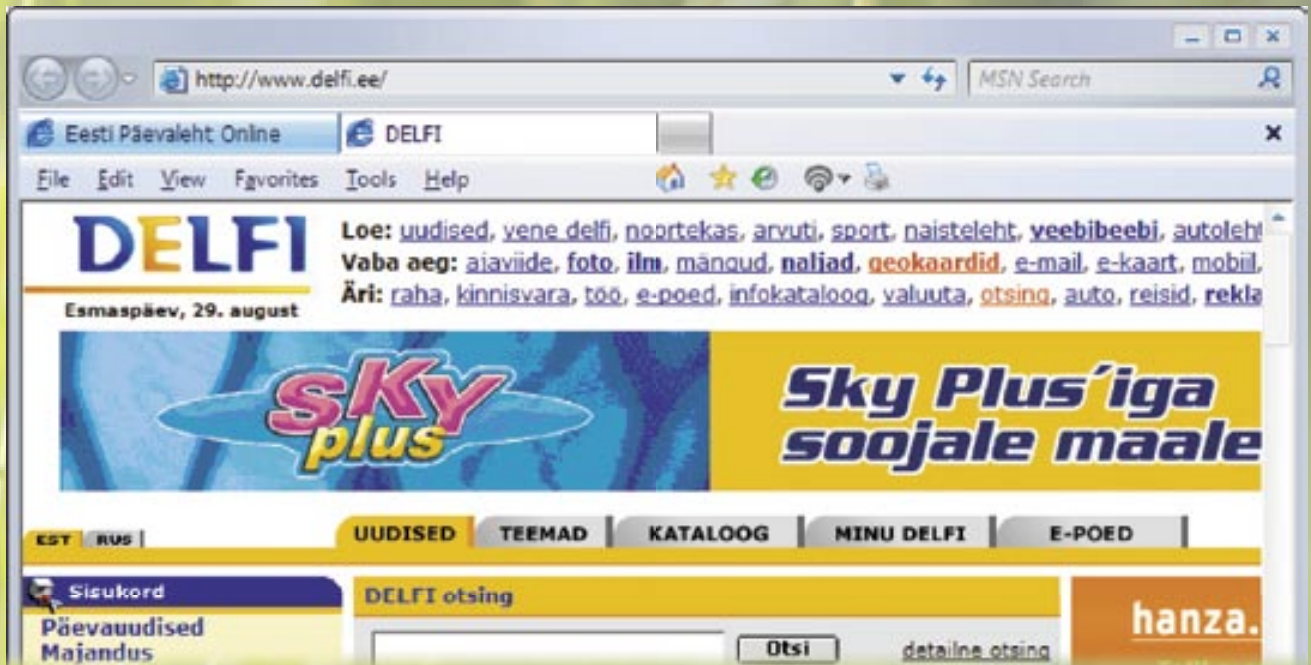 http://www.delfi.ee/
MSN Search
Eesti Päevaleht Online
DELFI
File Edit View Favorites Tools Help
DELFI
Esmaspäev, 29. august
Loe: uudised, vene delfi, noortekas, arvuti, sport, naisteleht, veebibeebi, autoleht
Vaba aeg: ajaviide, foto, ilm, mängud, naljad, geokaardid, e-mail, e-kaart, mobiil,
Äri: raha, kinnisvara, töö, e-poed, infokataloog, valuuta, otsing, auto, reisid, rekla
sky plus
Sky Plus´iga
soojale maale
EST RUS
UUDISED TEEMAD KATALOOG MINU DELFI E-POED
Sisukord
Päevauudised
Majandus
DELFI otsing
Otsi
detailne otsing
hanza.